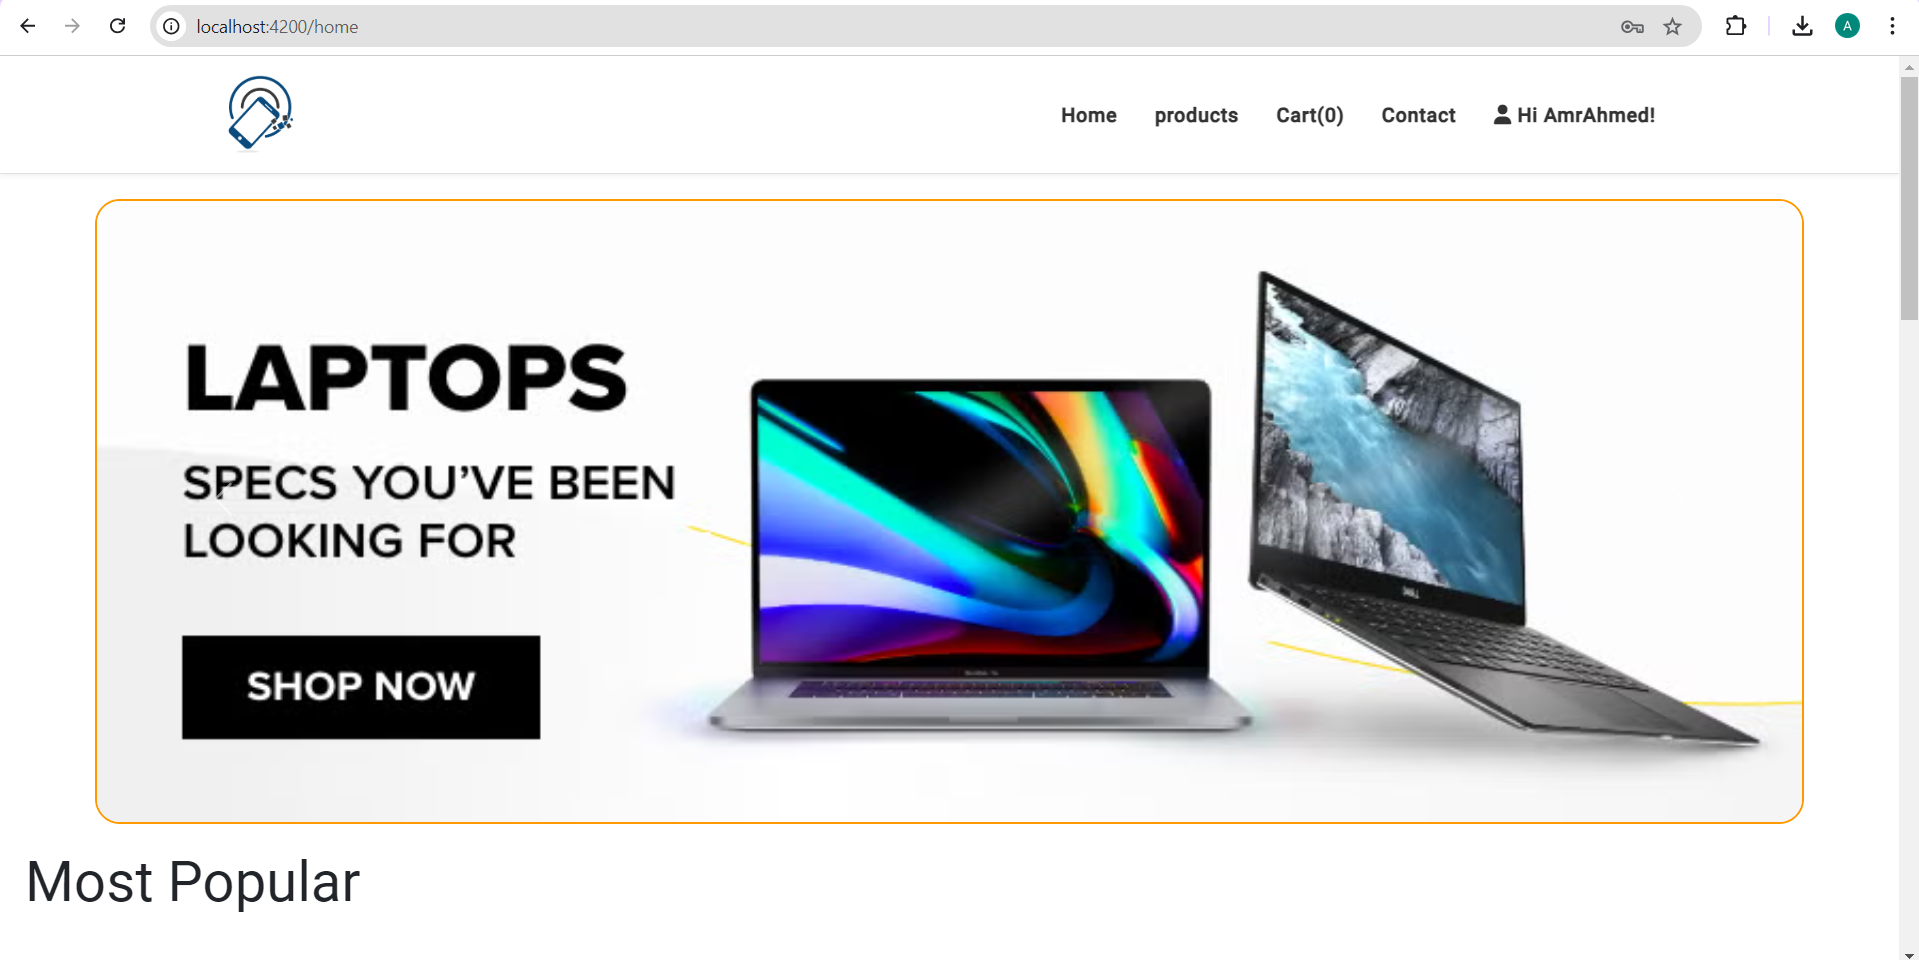 localhost:4200/home
A
Home products Cart(0) Contact Hi AmrAhmed!
LAPTOPS
SPECS YOU'VE BEEN
LOOKING FOR
SHOP NOW
DELL
Most Popular